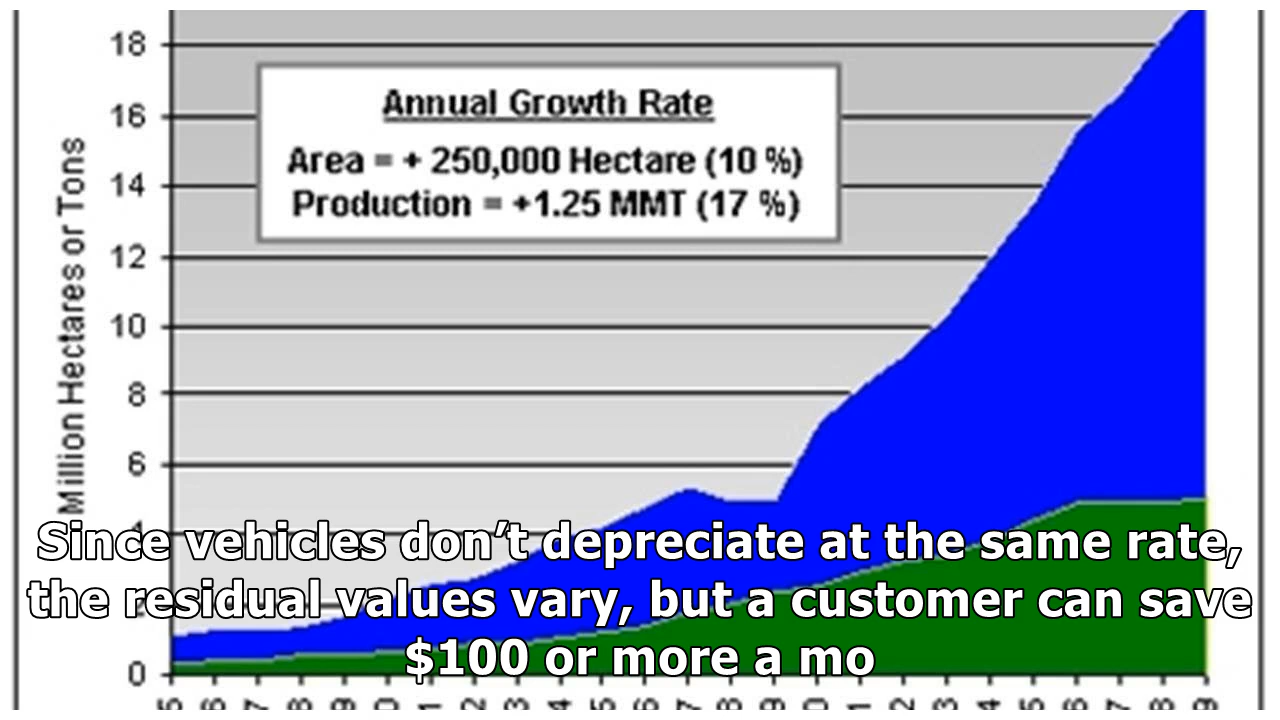 18
Annual Growth Rate
16
Area = + 250,000 Hectare (10 %)
14
Production = +1.25 MMT (17 %)
12
10
8
6
Million Hectares or Tons
Since vehicles don’t depreciate at the same rate,
the residual values vary, but a customer can save
$100 or more a mo
0